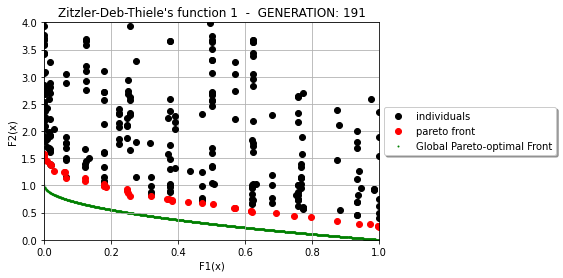 Zitzler-Deb-Thiele's function 1 - GENERATION: 191
4.0
3.5
3.0
2.5
2.0
1.5
1.0
0.5
0.0
F2(x)
0.0 0.2 0.4 0.6 0.8 1.0
F1(x)
individuals
pareto front
Global Pareto-optimal Front